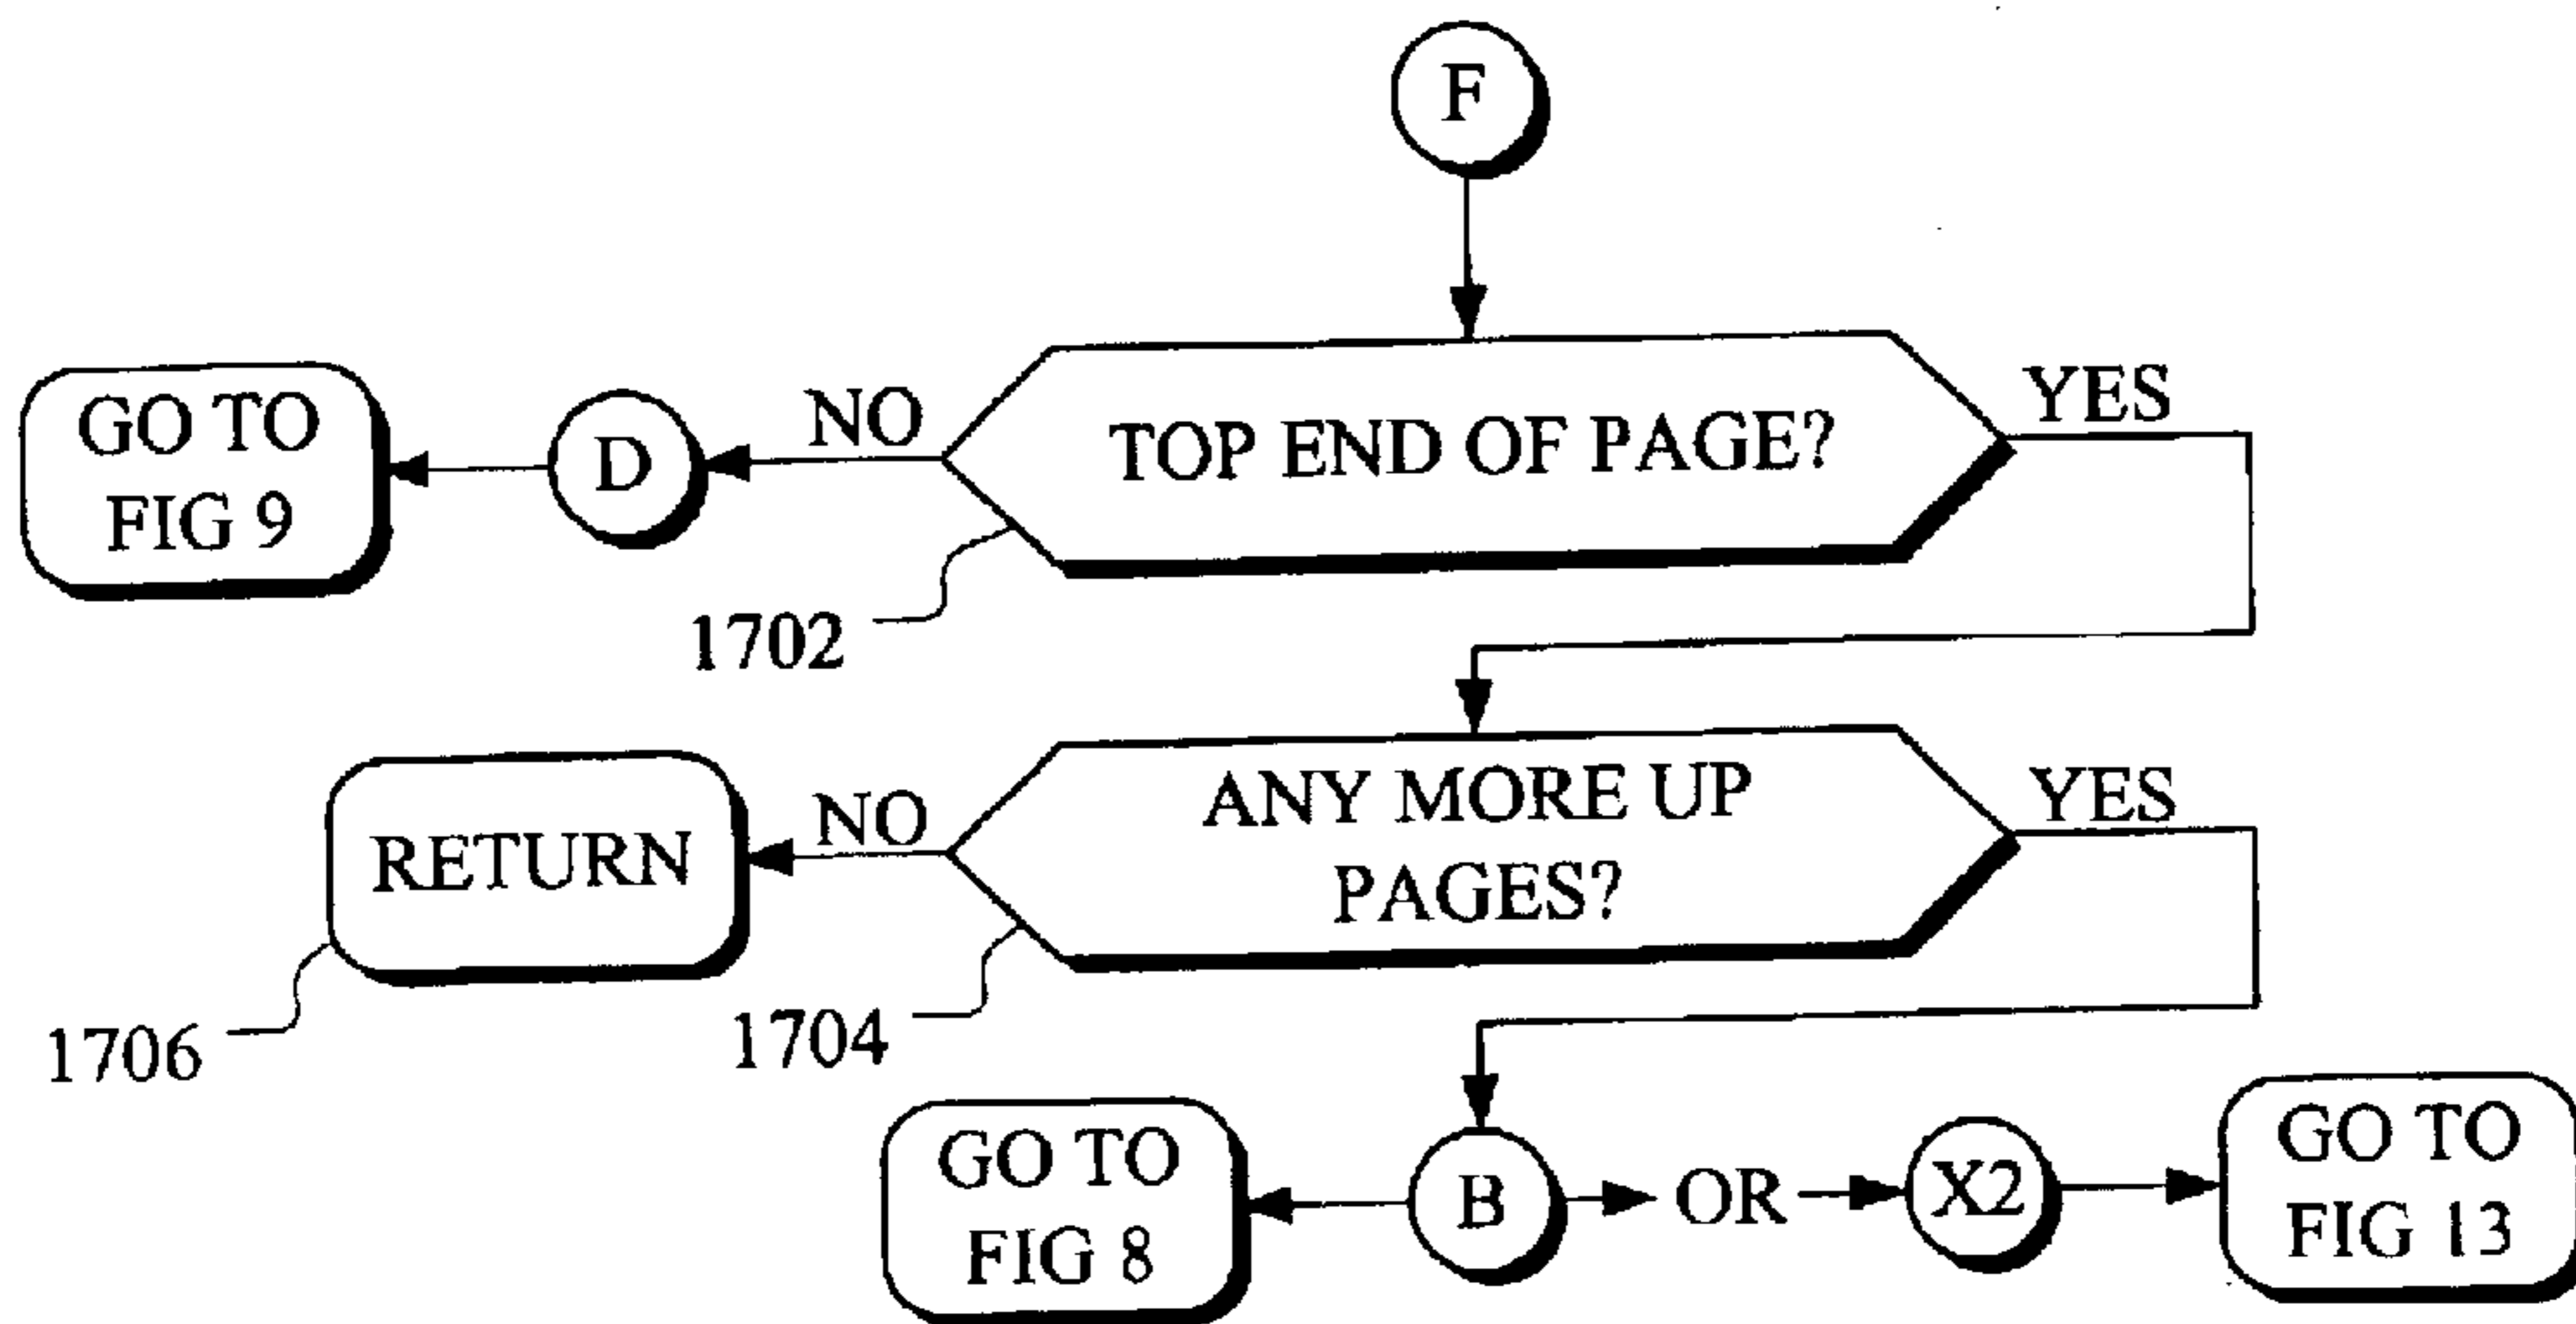 F
GO TO
FIG 9
D
NO
TOP END OF PAGE?
YES
1702
RETURN
NO
ANY MORE UP
PAGES?
YES
1706
1704
GO TO
FIG 8
B
OR
X2
GO TO
FIG 13